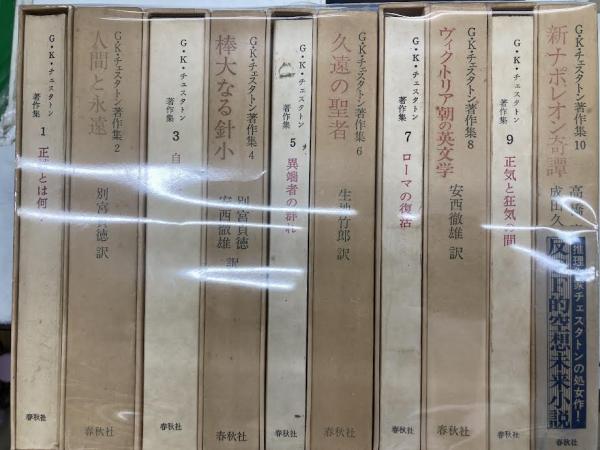 G・K・チェスタトン
著作集
1
正統とは何か
春秋社
G・K・チェスタトン著作集2
人間と永遠
別宮貞徳 訳
春秋社
G・K・チェスタトン
著作集
3
自
春秋社
G・K・チェスタトン著作集4
棒大なる針小
別宮貞徳
安西徹雄 訳
春秋社
G・K・チェスタトン
著作集
5
異端者の群れ
春秋社
G・K・チェスタトン著作集6
久遠の聖者
生地竹郎 訳
春秋社
G・K・チェスタトン
著作集
7
ローマの復活
春秋社
G・K・チェスタトン著作集8
ヴィクトリア朝の英文学
安西徹雄 訳
春秋社
G・K・チェスタトン
著作集
9
正気と狂気の間
春秋社
G・K・チェスタトン著作集10
新ナポレオン奇譚
高橋
成田久
推理作家チェスタトンの処女作!
的空想未来小説